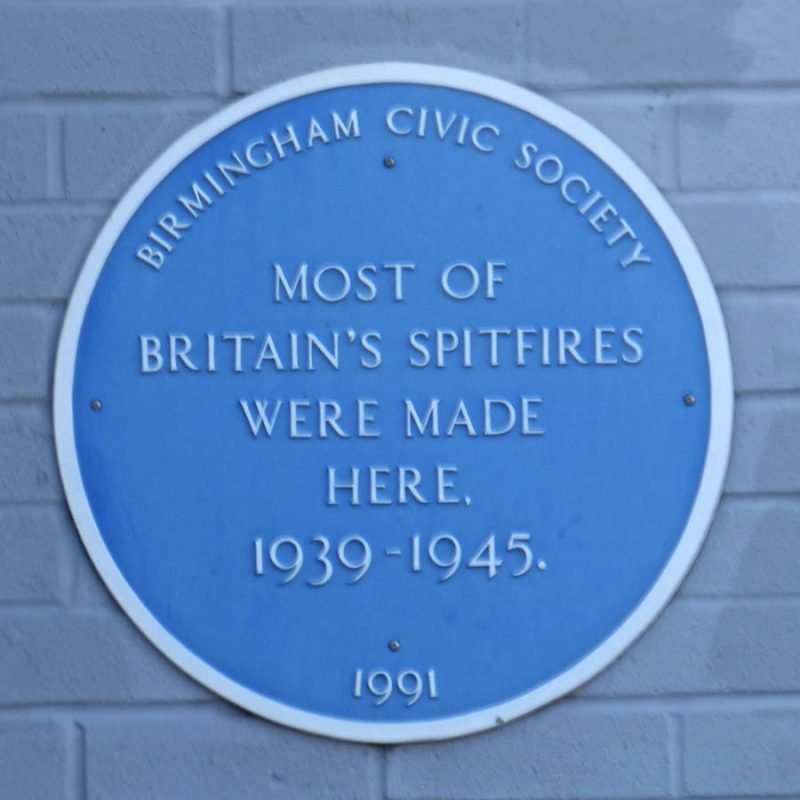 BIRMINGHAM CIVIC SOCIETY
MOST OF
BRITAIN'S SPITFIRES
WERE MADE
HERE.
1939-1945.
1991